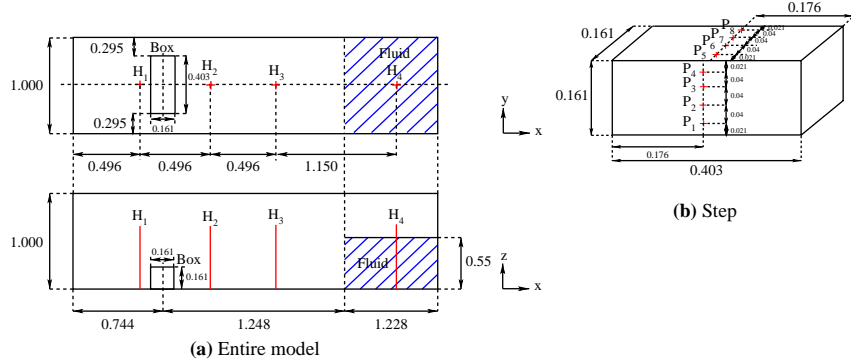 0.295
Box
H1
H2
H3
Fluid
H4
0.403
1.000
0.295
0.161
y
x
0.496
0.496
0.496
1.150
H1
H2
H3
H4
1.000
0.161
Box
0.161
Fluid
0.55
z
x
0.744
1.248
1.228
(a) Entire model
0.176
0.161
P8
P7
P6
P5
0.021
0.04
0.04
0.04
0.021
0.161
P4
P3
P2
P1
0.021
0.04
0.04
0.04
0.021
0.176
0.403
(b) Step